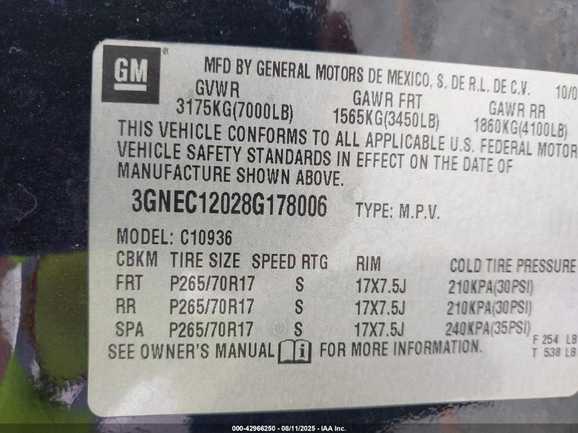 GM ®
MFD BY GENERAL MOTORS DE MEXICO, S. DE R.L. DE C.V. 10/0
GVWR GAWR FRT GAWR RR
3175KG(7000LB) 1565KG(3450LB) 1860KG(4100LB)
THIS VEHICLE CONFORMS TO ALL APPLICABLE U.S. FEDERAL MOTOR
VEHICLE SAFETY STANDARDS IN EFFECT ON THE DATE OF
MANUFACTURE SHOWN ABOVE.
3GNEC12028G178006 TYPE: M.P.V.
MODEL: C10936
CBKM TIRE SIZE SPEED RTG RIM COLD TIRE PRESSURE
FRT P265/70R17 S 17X7.5J 210KPA(30PSI)
RR P265/70R17 S 17X7.5J 210KPA(30PSI)
SPA P265/70R17 S 17X7.5J 240KPA(35PSI)
SEE OWNER'S MANUAL i FOR MORE INFORMATION.
F 254 LB
T 538 LB
000-42966250 - 08/11/2025 - IAA Inc.